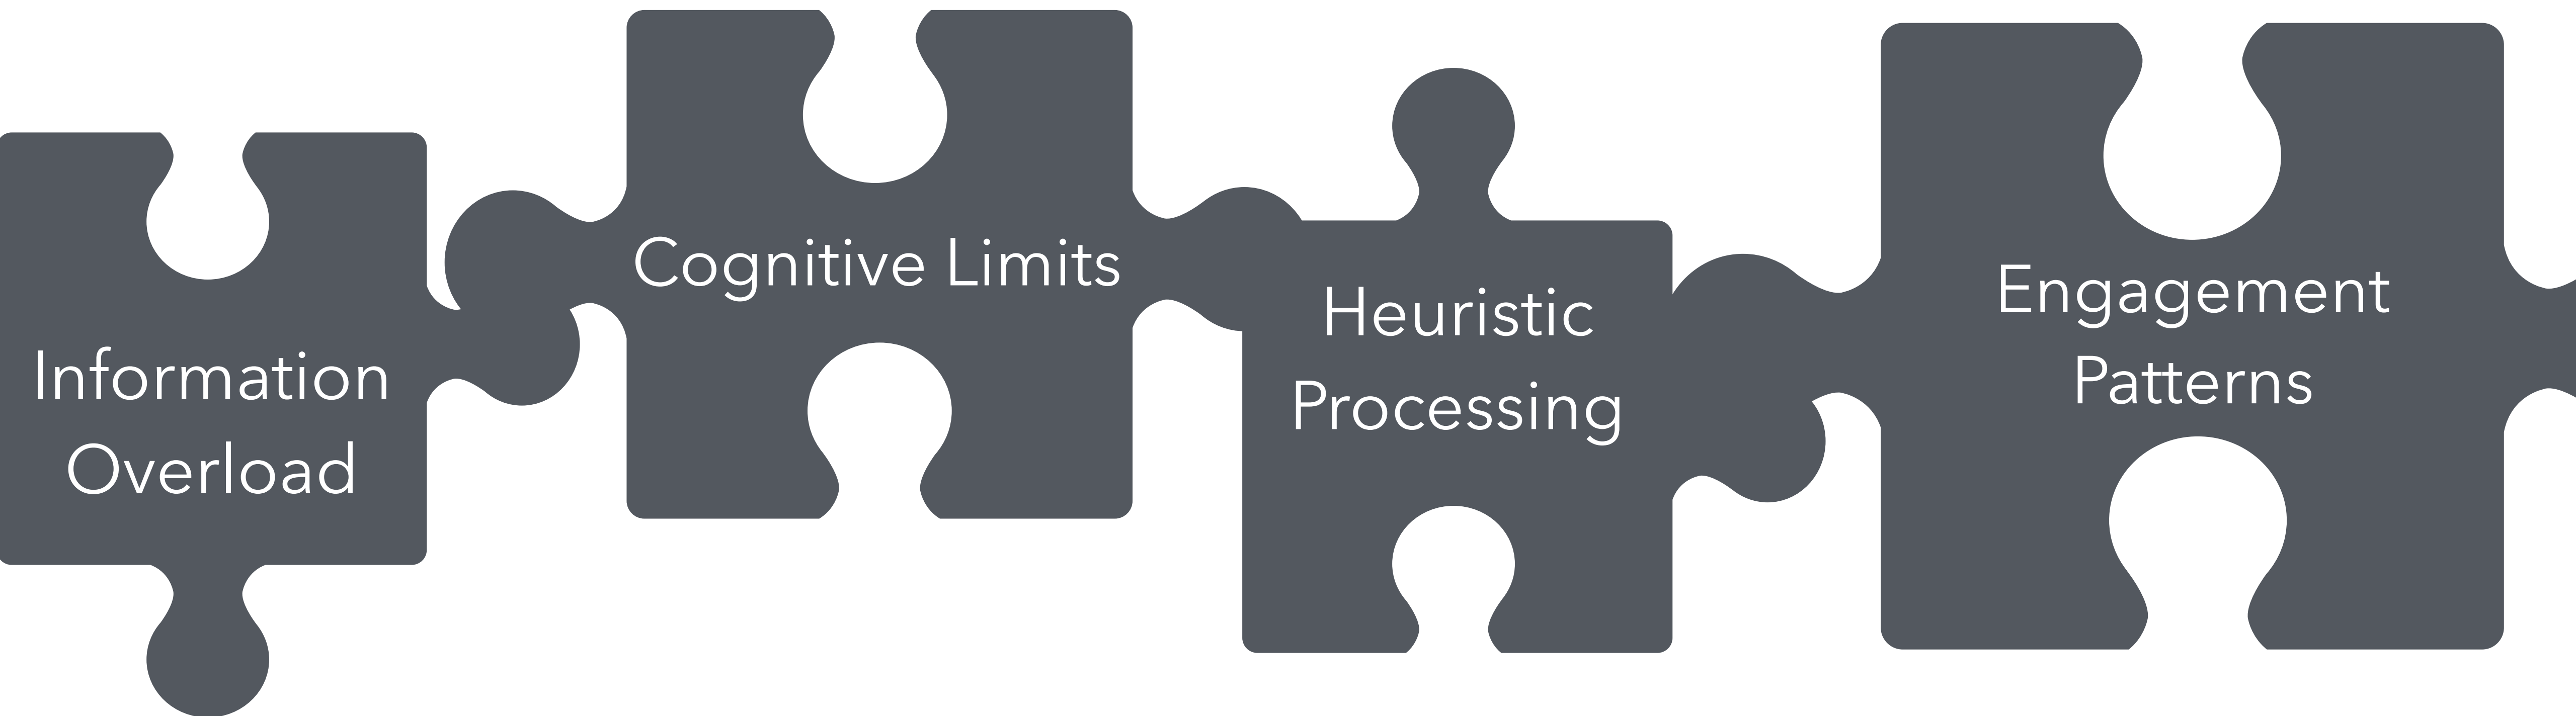 Information
Overload
Cognitive Limits
Heuristic
Processing
Engagement
Patterns